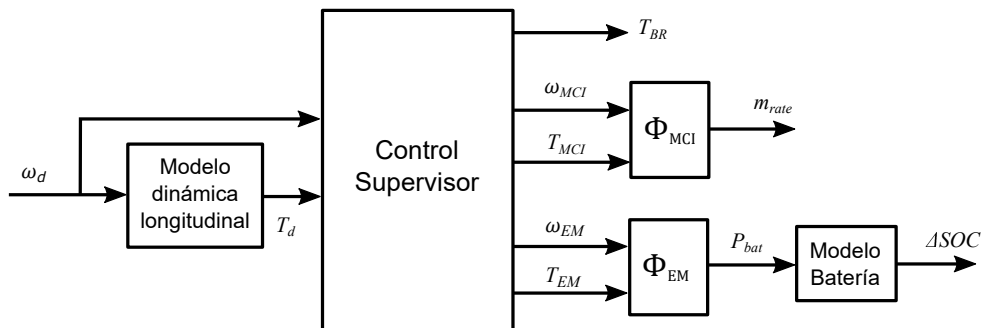 T_BR
ω_MCI
T_MCI
Φ_MCI
m_rate
Control
Supervisor
ω_d
Modelo
dinámica
longitudinal
T_d
ω_EM
T_EM
Φ_EM
P_bat
Modelo
Batería
ΔSOC